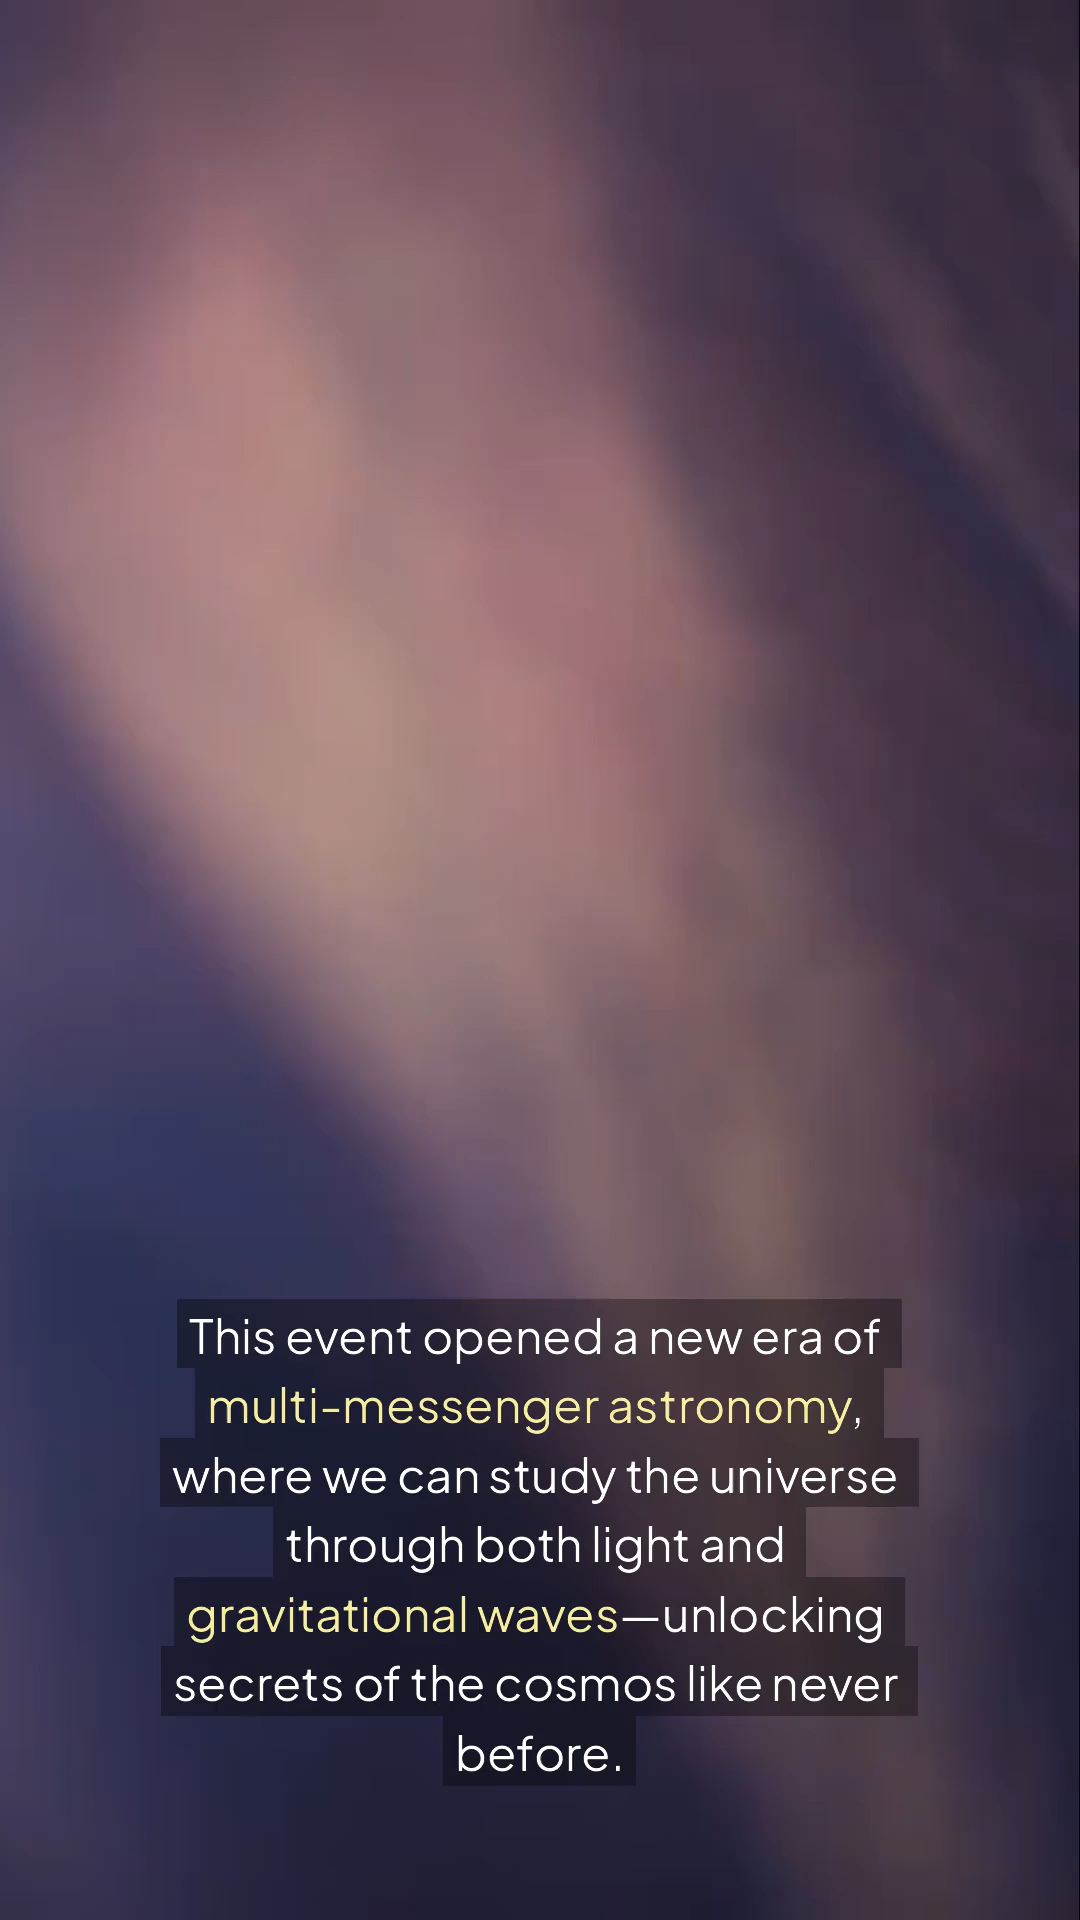 This event opened a new era of
multi-messenger astronomy,
where we can study the universe
through both light and
gravitational waves—unlocking
secrets of the cosmos like never
before.